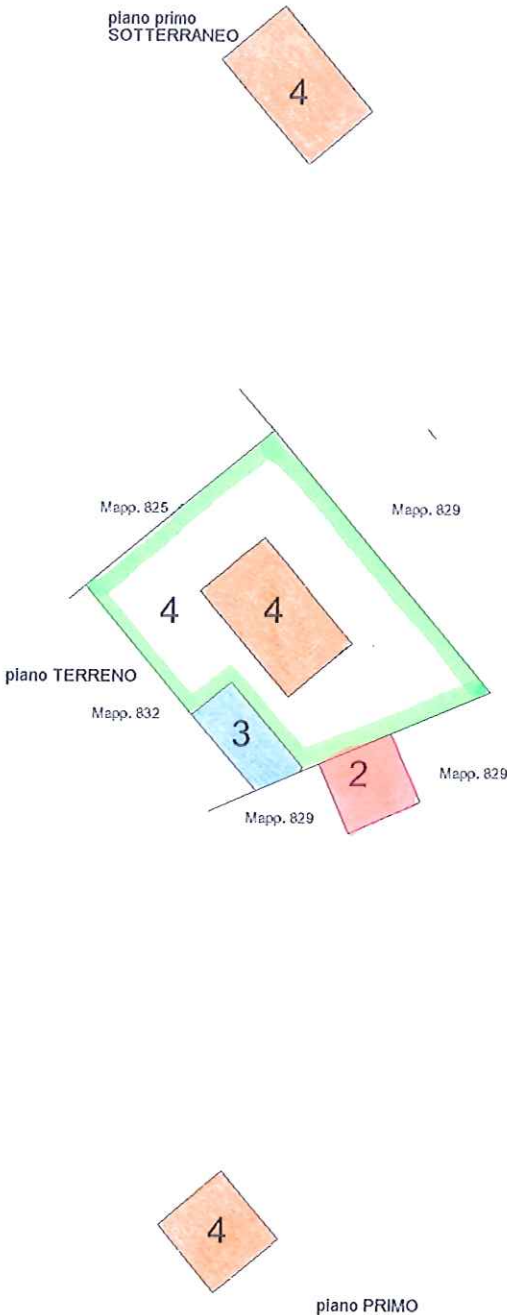 piano primo
SOTTERRANEO
4
Mapp. 825
Mapp. 829
4
4
piano TERRENO
Mapp. 832
3
2
Mapp. 829
Mapp. 829
4
piano PRIMO